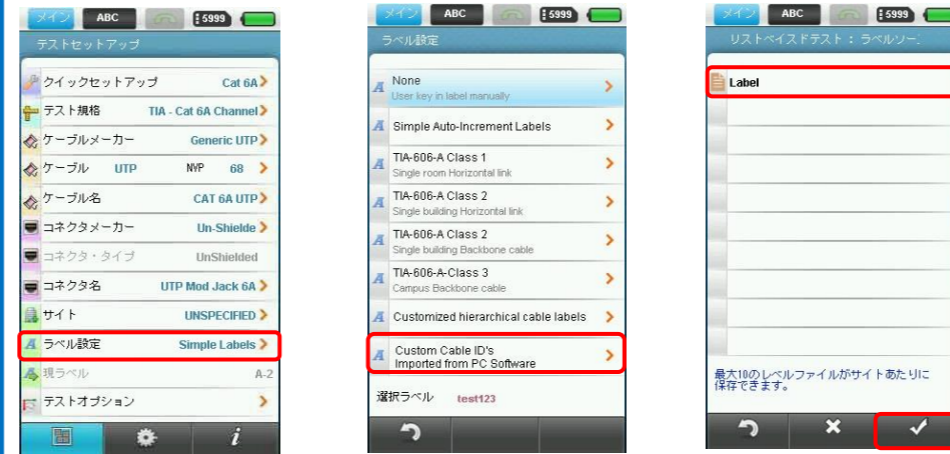 メイン ABC 5999
テストセットアップ
クイックセットアップ Cat 6A
テスト規格 TIA - Cat 6A Channel
ケーブルメーカー Generic UTP
ケーブル UTP NVP 68
ケーブル名 CAT 6A UTP
コネクタメーカー Un-Shielde
コネクタ・タイプ UnShielded
コネクタ名 UTP Mod Jack 6A
サイト UNSPECIFIED
ラベル設定 Simple Labels
現ラベル A-2
テストオプション
i
メイン ABC 5999
ラベル設定
None
User key in label manually
Simple Auto-Increment Labels
TIA-606-A Class 1
Single room Horizontal link
TIA-606-A Class 2
Single building Horizontal link
TIA-606-A Class 2
Single building Backbone cable
TIA-606-A-Class 3
Campus Backbone cable
Customized hierarchical cable labels
Custom Cable ID's
Imported from PC Software
選択ラベル test123
メイン ABC 5999
リストベイスドテスト : ラベルソー
Label
最大10のレベルファイルがサイトあたりに
保存できます。